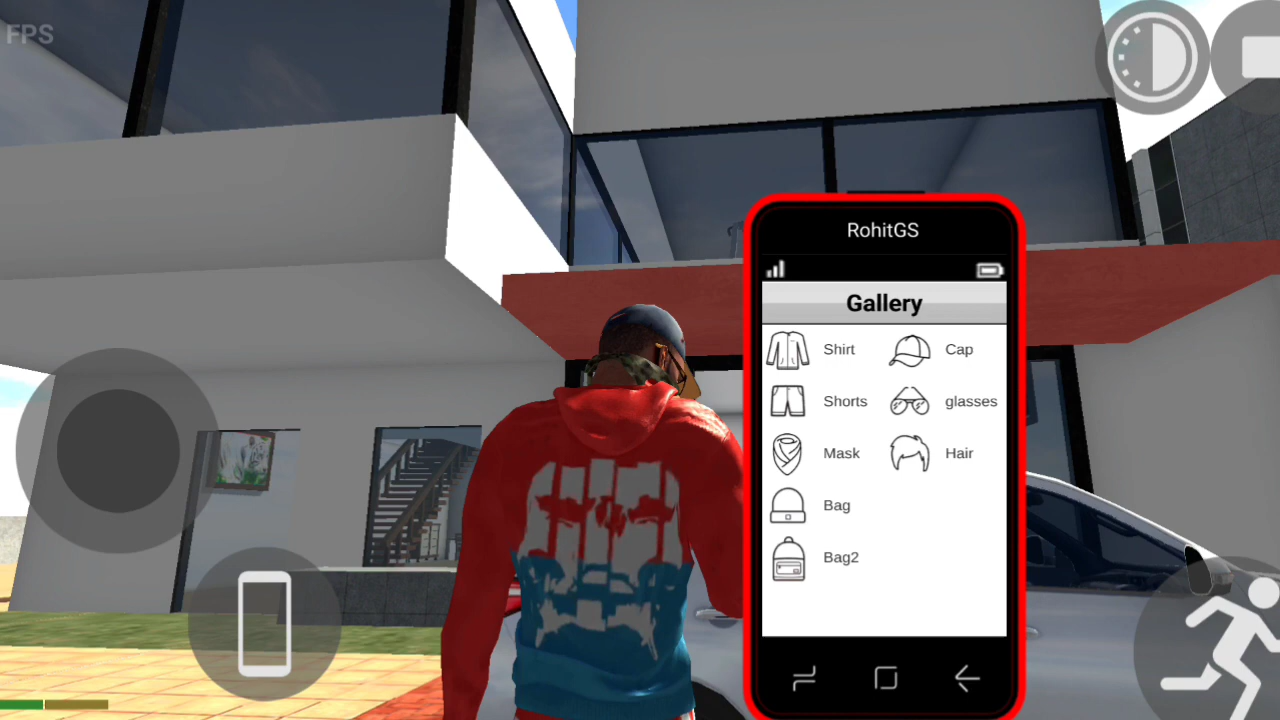 FPS
RohitGS
Gallery
Shirt Cap
Shorts glasses
Mask Hair
Bag
Bag2